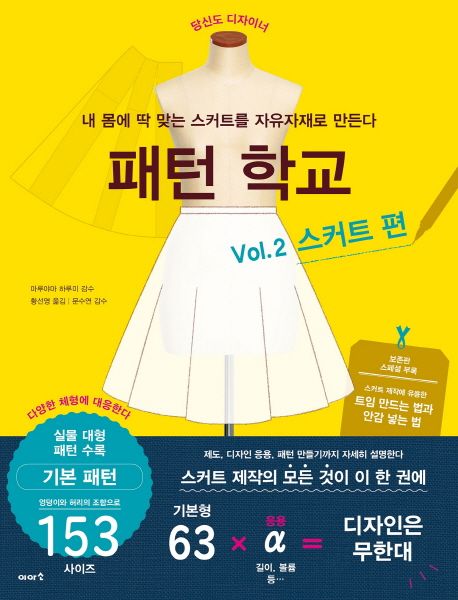 당신도 디자이너
내 몸에 딱 맞는 스커트를 자유자재로 만든다
패턴 학교
Vol.2 스커트 편
마루야마 하루미 감수
황선영 옮김 | 문수연 감수
보존판
스페셜 부록
스커트 제작에 유용한
트임 만드는 법과
안감 넣는 법
다양한 체형에 대응한다
실물 대형
패턴 수록
기본 패턴
엉덩이와 허리의 조합으로
153
사이즈
제도, 디자인 응용, 패턴 만들기까지 자세히 설명한다
스커트 제작의 모든 것이 이 한 권에
기본형
63 × 응용 α = 디자인은 무한대
길이, 볼륨
등…
이아소